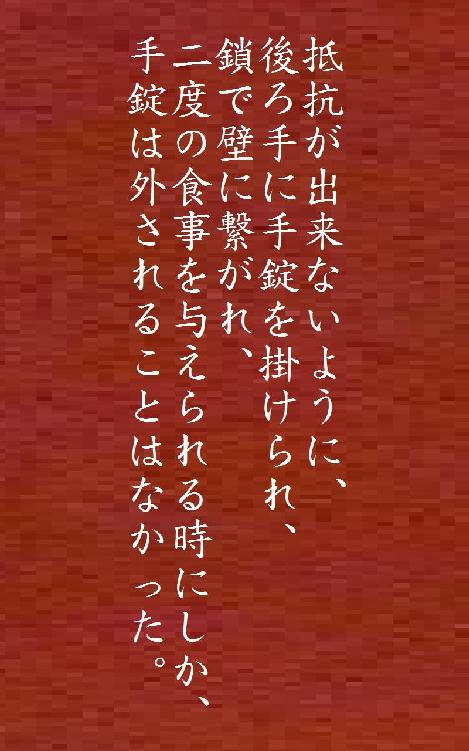 抵抗が出来ないように、
後ろ手に手錠を掛けられ、
鎖で壁に繋がれ、
二度の食事を与えられる時にしか、
手錠は外されることはなかった。